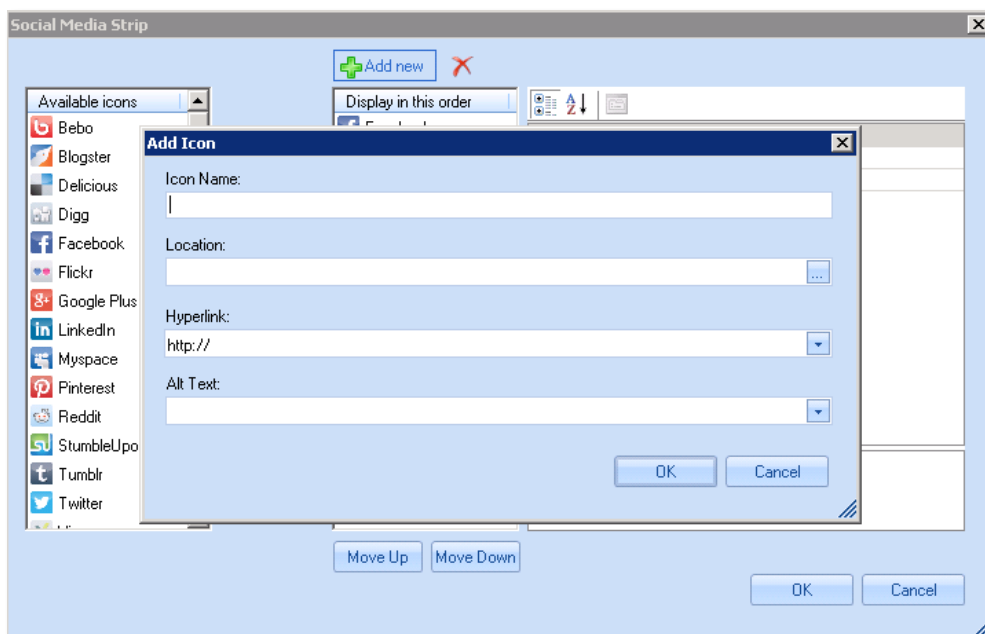 Social Media Strip
Add new
Available icons
Display in this order
Bebo
Blogster
Delicious
Digg
Facebook
Flickr
Google Plus
LinkedIn
Myspace
Pinterest
Reddit
StumbleUpo
Tumblr
Twitter
Add Icon
Icon Name:
Location:
...
Hyperlink:
http://
Alt Text:
OK
Cancel
Move Up
Move Down
OK
Cancel